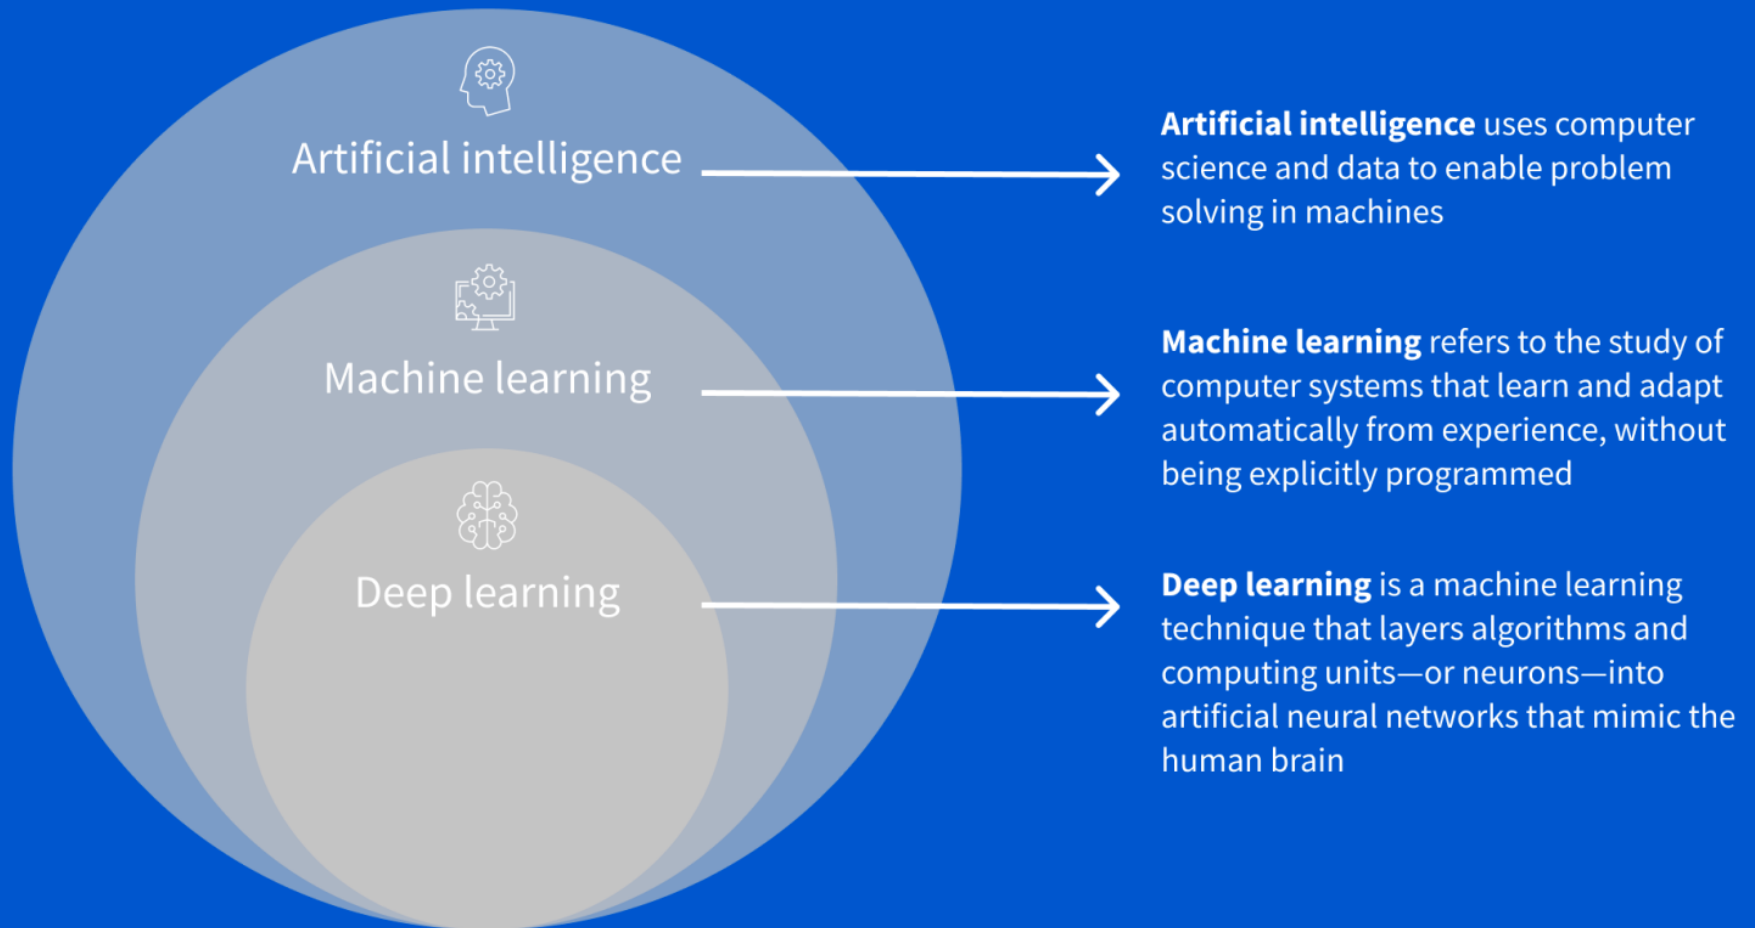 Artificial intelligence
Artificial intelligence uses computer
science and data to enable problem
solving in machines
Machine learning
Machine learning refers to the study of
computer systems that learn and adapt
automatically from experience, without
being explicitly programmed
Deep learning
Deep learning is a machine learning
technique that layers algorithms and
computing units—or neurons—into
artificial neural networks that mimic the
human brain